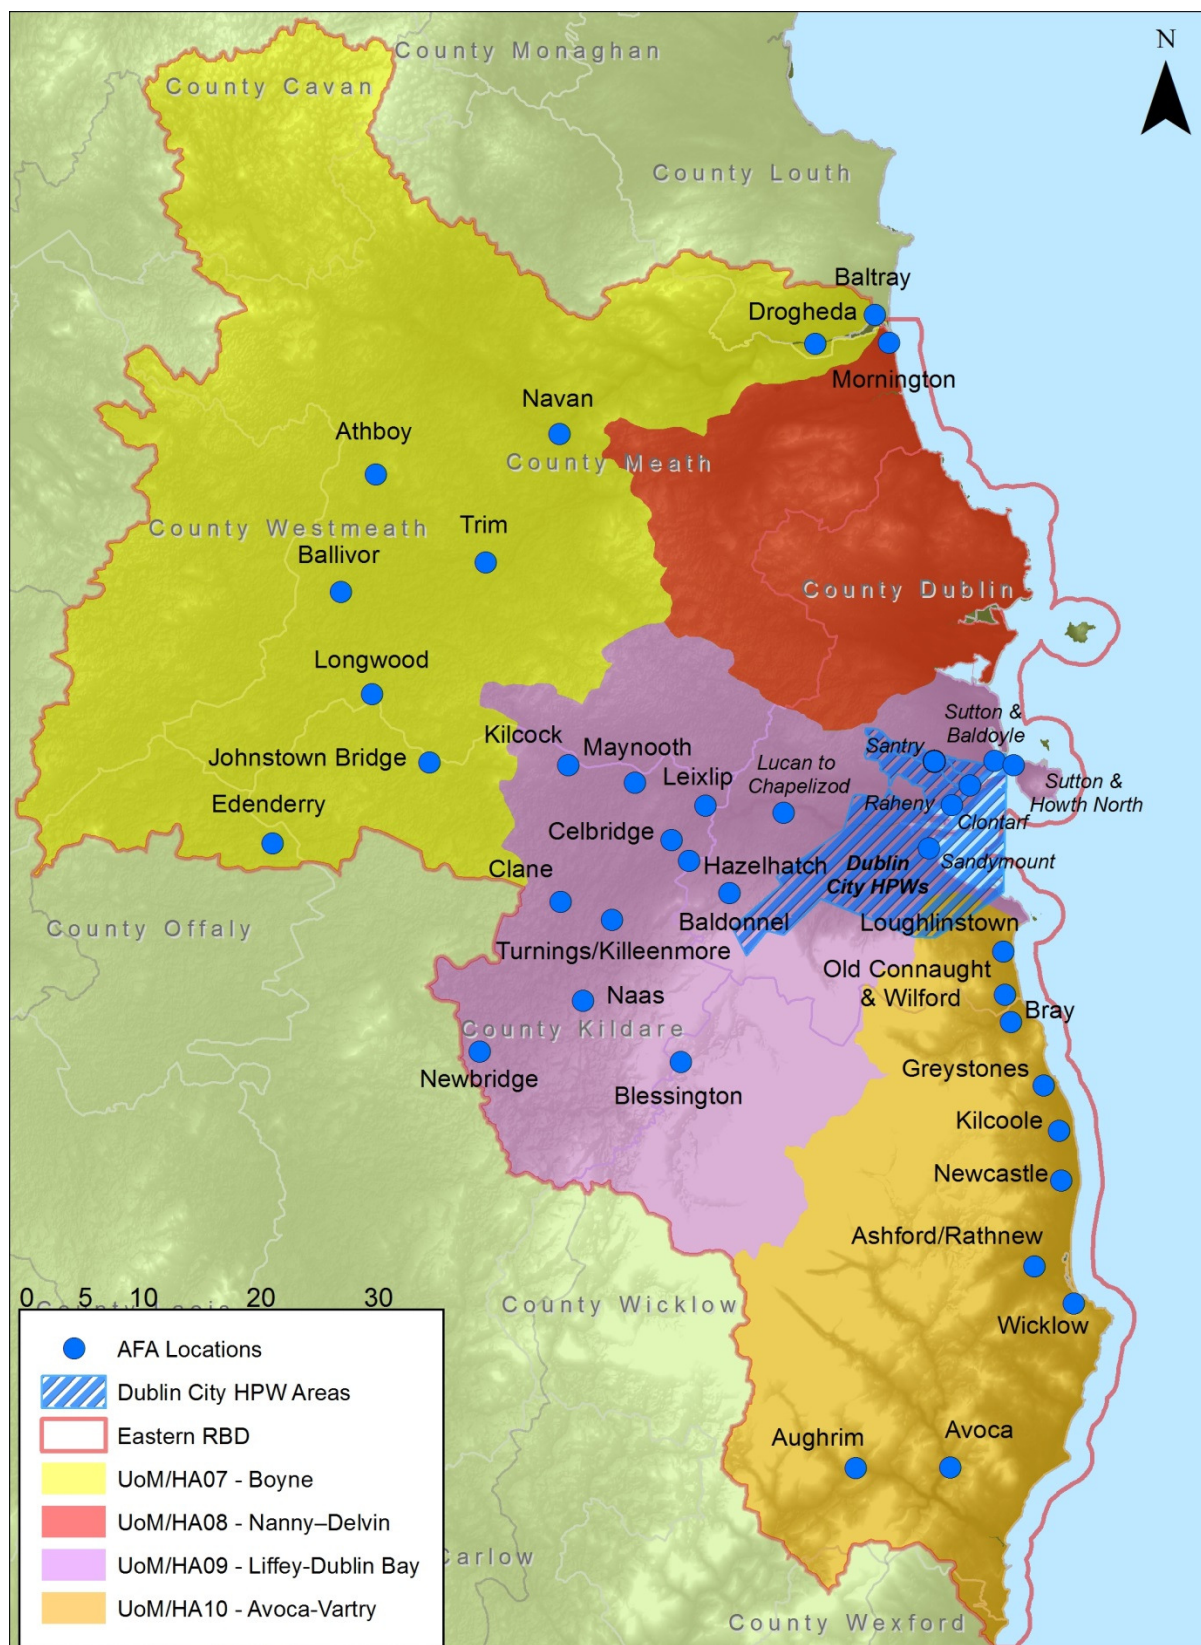 N
County Monaghan
County Cavan
County Louth
Baltray
Drogheda
Mornington
Navan
Athboy
County Meath
County Westmeath
Trim
Ballivor
County Dublin
Longwood
Kilcock
Maynooth
Johnstown Bridge
Leixlip
Lucan to
Chapelizod
Santry
Sutton &
Baldoyle
Sutton &
Howth North
Raheny
Clontarf
Edenderry
Celbridge
Hazelhatch
Sandymount
Dublin
City HPWs
Clane
Baldonnel
Loughlinstown
County Offaly
Turnings/Killeenmore
Old Connaught
& Wilford
Naas
Bray
County Kildare
Newbridge
Blessington
Greystones
Kilcoole
Newcastle
Ashford/Rathnew
0 5 10 20 30
County Wicklow
Wicklow
Aughrim
Avoca
Carlow
County Wexford
AFA Locations
Dublin City HPW Areas
Eastern RBD
UoM/HA07 - Boyne
UoM/HA08 - Nanny–Delvin
UoM/HA09 - Liffey-Dublin Bay
UoM/HA10 - Avoca-Vartry